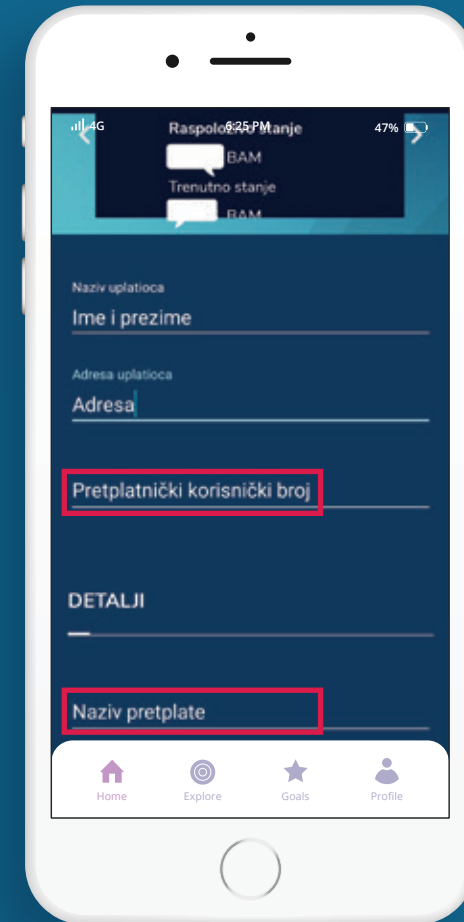 4G 6:25 PM 47%
Raspoloživo stanje
BAM
Trenutno stanje
BAM
Naziv uplatioca
Ime i prezime
Adresa uplatioca
Adresa
Pretplatnički korisnički broj
DETALJI
Naziv pretplate
Home Explore Goals Profile